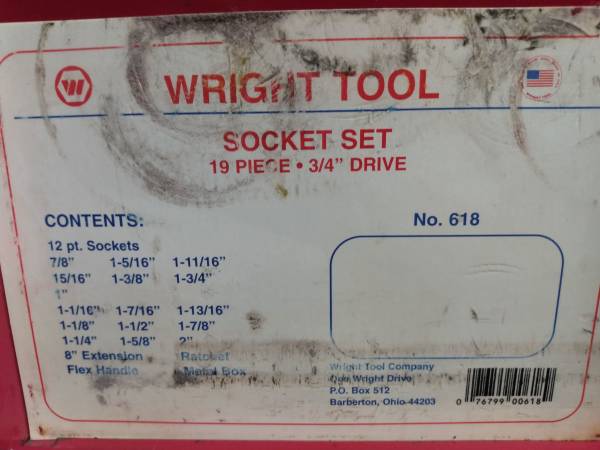 WRIGHT TOOL
SOCKET SET
19 PIECE • 3/4" DRIVE
CONTENTS:
No. 618
12 pt. Sockets
7/8" 1-5/16" 1-11/16"
15/16" 1-3/8" 1-3/4"
1"
1-1/16" 1-7/16" 1-13/16"
1-1/8" 1-1/2" 1-7/8"
1-1/4" 1-5/8" 2"
8" Extension Ratchet
Flex Handle Metal Box
Wright Tool Company
One Wright Drive
P.O. Box 512
Barberton, Ohio 44203
0 76799 00618